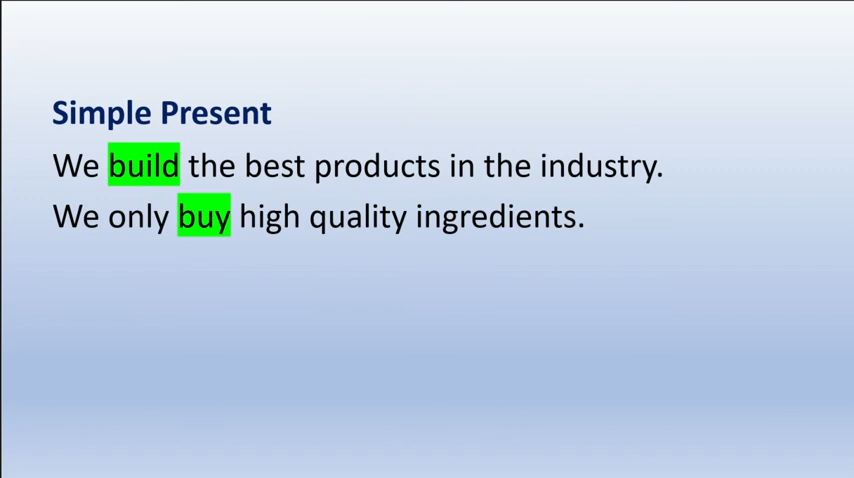 Simple Present
We build the best products in the industry.
We only buy high quality ingredients.